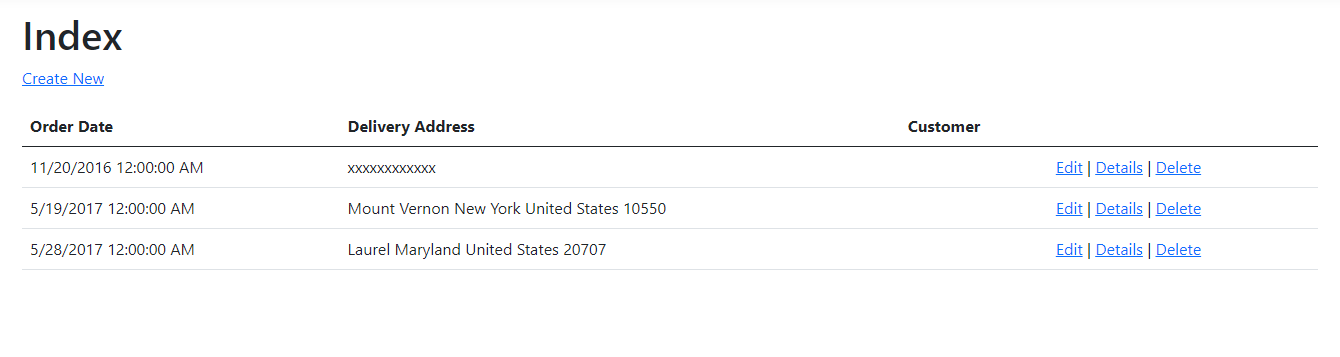 Index
Create New
Order Date Delivery Address Customer
11/20/2016 12:00:00 AM xxxxxxxxxxxx Edit | Details | Delete
5/19/2017 12:00:00 AM Mount Vernon New York United States 10550 Edit | Details | Delete
5/28/2017 12:00:00 AM Laurel Maryland United States 20707 Edit | Details | Delete